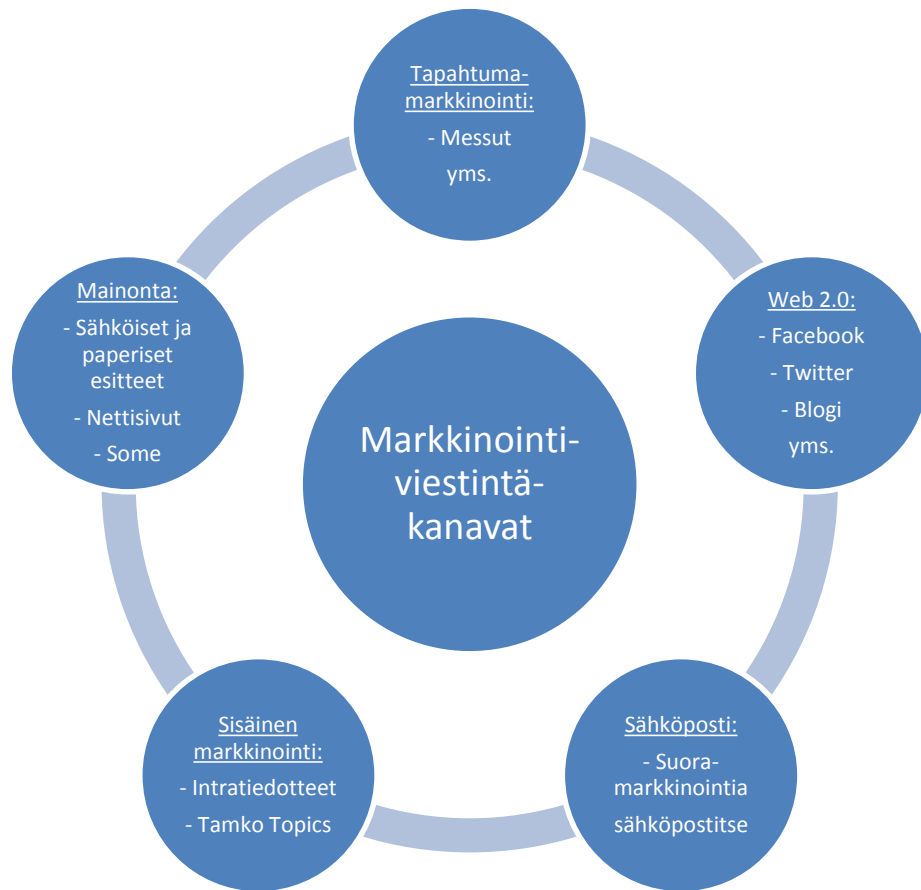 Tapahtuma-
markkinointi:
- Messut
yms.
Mainonta:
- Sähköiset ja
paperiset
esitteet
- Nettisivut
- Some
Web 2.0:
- Facebook
- Twitter
- Blogi
yms.
Markkinointi-
viestintä-
kanavat
Sisäinen
markkinointi:
- Intratiedotteet
- Tamko Topics
Sähköposti:
- Suora-
markkinointia
sähköpostitse